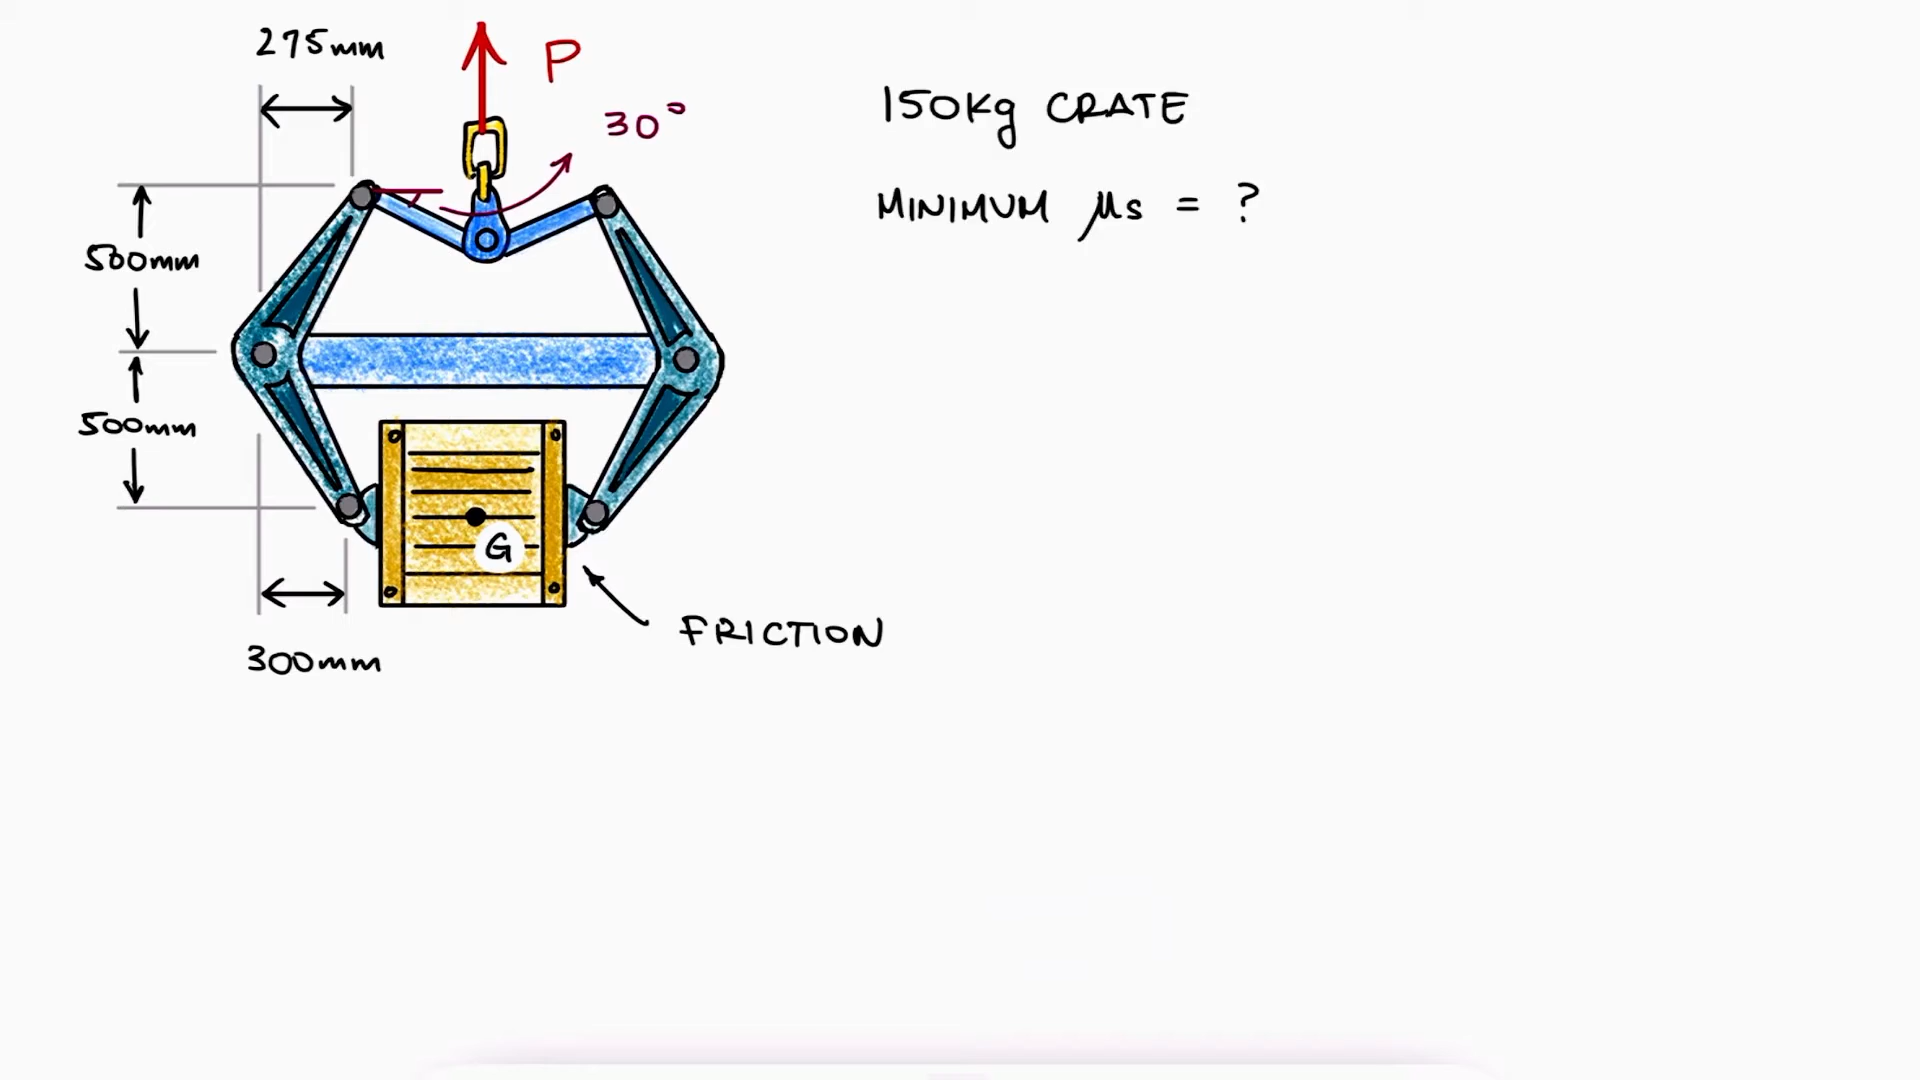 275mm
P
30°
150Kg CRATE
MINIMUM μs = ?
500mm
500mm
G
FRICTION
300mm